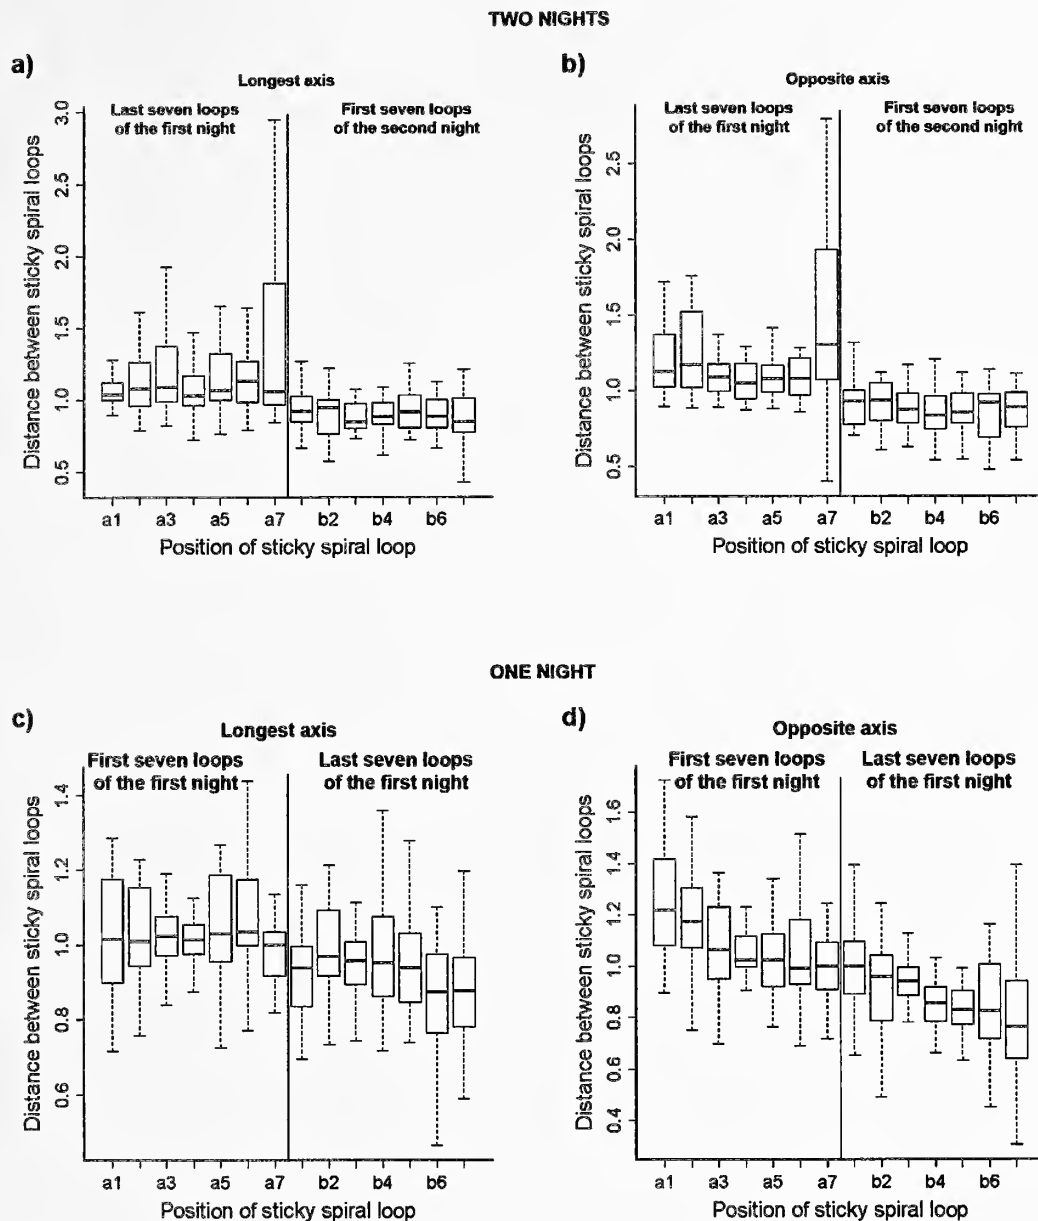 TWO NIGHTS
a)
Longest axis
Last seven loops
of the first night
First seven loops
of the second night
Distance between sticky spiral loops
0.5
1.0
1.5
2.0
2.5
3.0
a1
a3
a5
a7
b2
b4
b6
Position of sticky spiral loop
b)
Opposite axis
Last seven loops
of the first night
First seven loops
of the second night
Distance between sticky spiral loops
0.5
1.0
1.5
2.0
2.5
a1
a3
a5
a7
b2
b4
b6
Position of sticky spiral loop
ONE NIGHT
c)
Longest axis
First seven loops
of the first night
Last seven loops
of the first night
Distance between sticky spiral loops
0.6
0.8
1.0
1.2
1.4
a1
a3
a5
a7
b2
b4
b6
Position of sticky spiral loop
d)
Opposite axis
First seven loops
of the first night
Last seven loops
of the first night
Distance between sticky spiral loops
0.4
0.6
0.8
1.0
1.2
1.4
1.6
a1
a3
a5
a7
b2
b4
b6
Position of sticky spiral loop